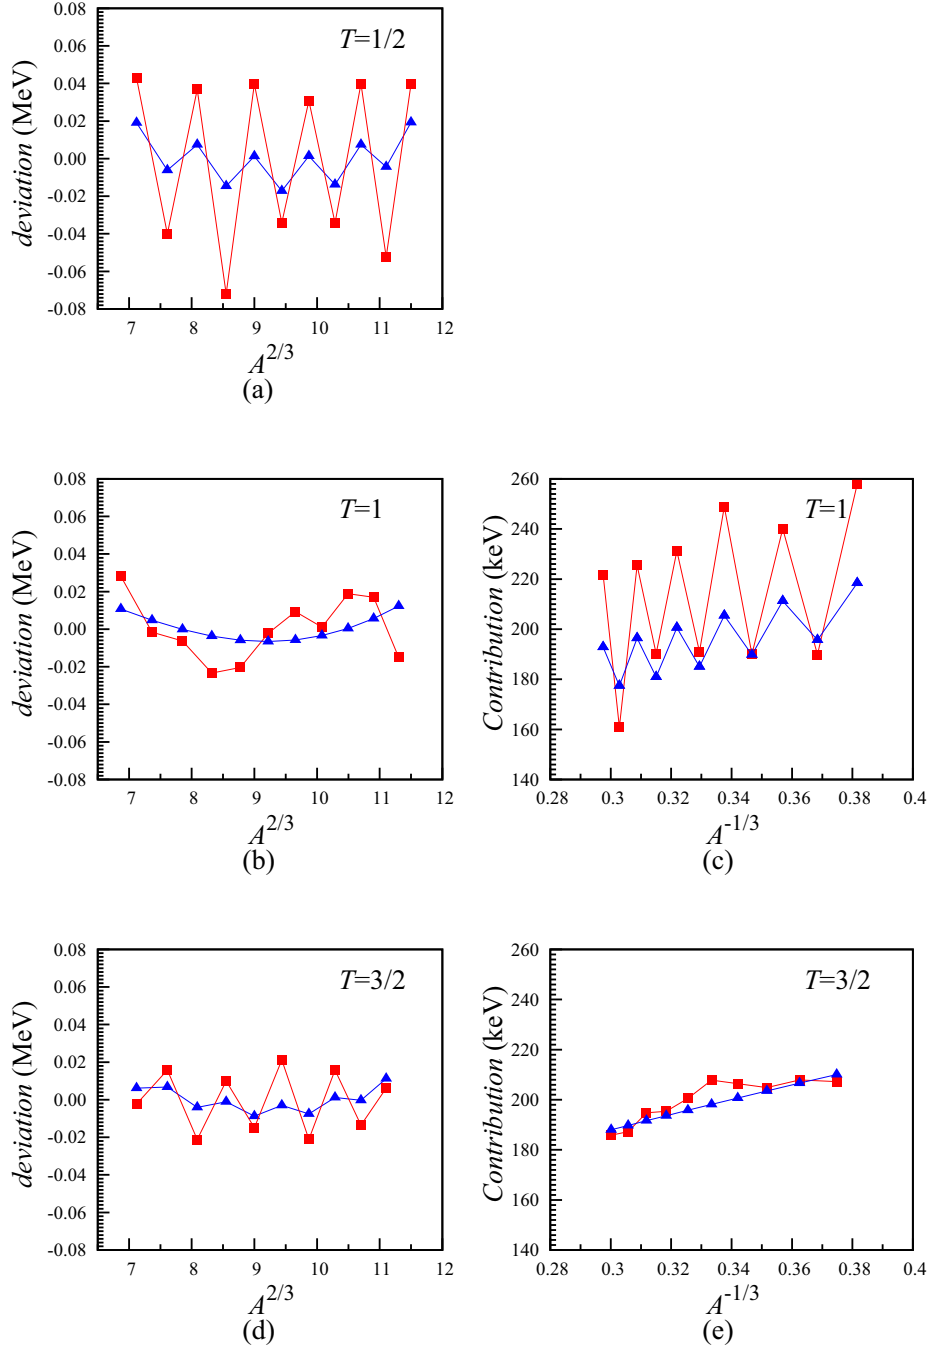 0.08
0.06
0.04
0.02
0.00
-0.02
-0.04
-0.06
-0.08
deviation (MeV)
T=1/2
7 8 9 10 11 12
A^{2/3}
(a)
0.08
0.06
0.04
0.02
0.00
-0.02
-0.04
-0.06
-0.08
deviation (MeV)
T=1
7 8 9 10 11 12
A^{2/3}
(b)
260
240
220
200
180
160
140
Contribution (keV)
T=1
0.28 0.3 0.32 0.34 0.36 0.38 0.4
A^{-1/3}
(c)
0.08
0.06
0.04
0.02
0.00
-0.02
-0.04
-0.06
-0.08
deviation (MeV)
T=3/2
7 8 9 10 11 12
A^{2/3}
(d)
260
240
220
200
180
160
140
Contribution (keV)
T=3/2
0.28 0.3 0.32 0.34 0.36 0.38 0.4
A^{-1/3}
(e)